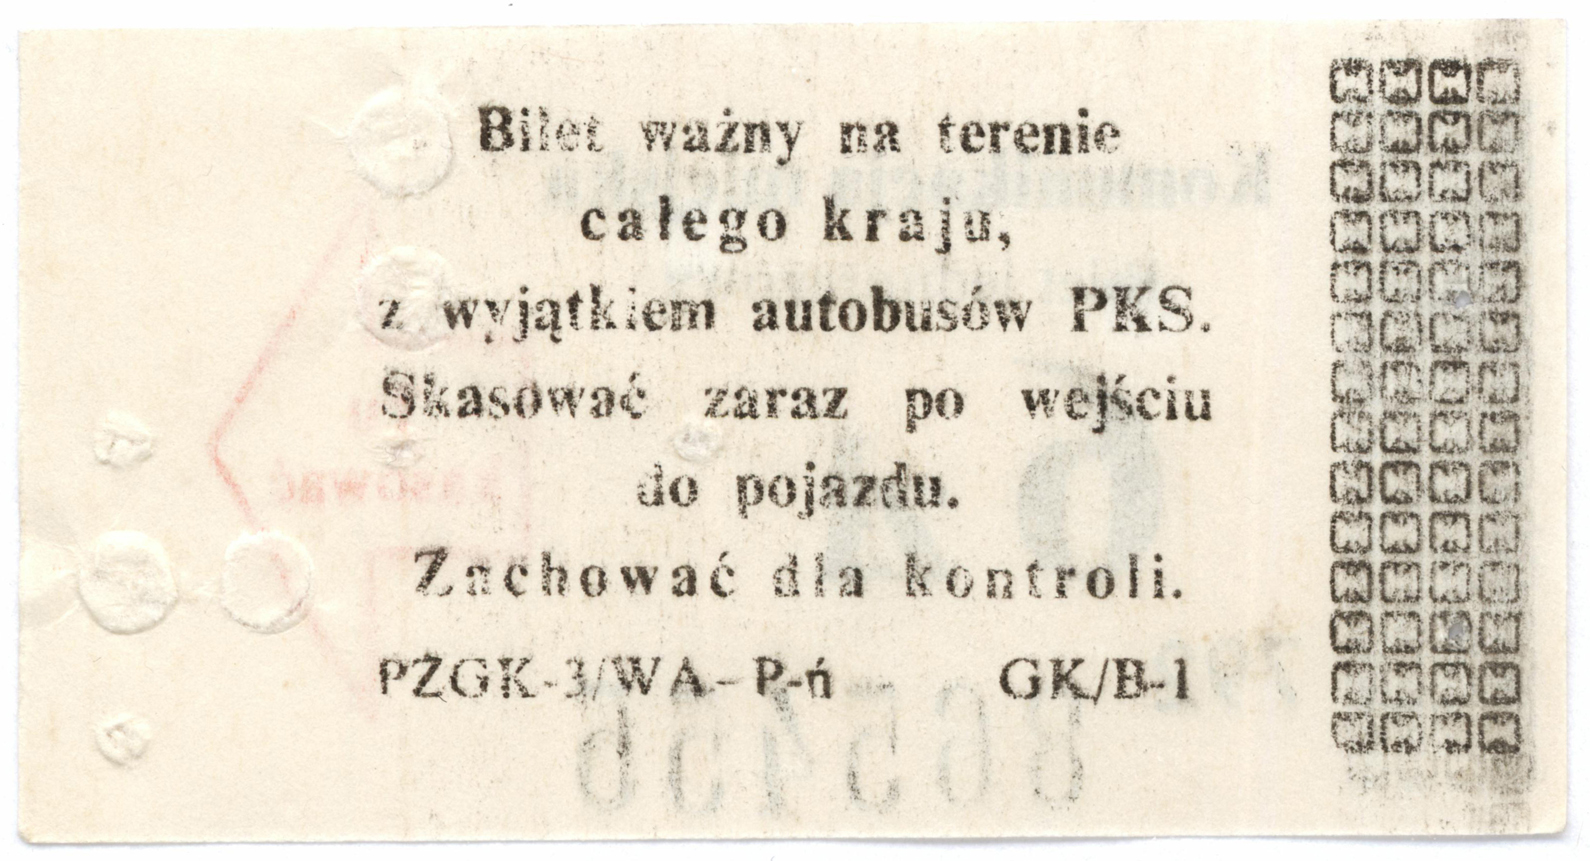 Bilet ważny na terenie
całego kraju,
z wyjątkiem autobusów PKS.
Skasować zaraz po wejściu
do pojazdu.
Zachować dla kontroli.
PZGK-3/WA-P-ń GK/B-1